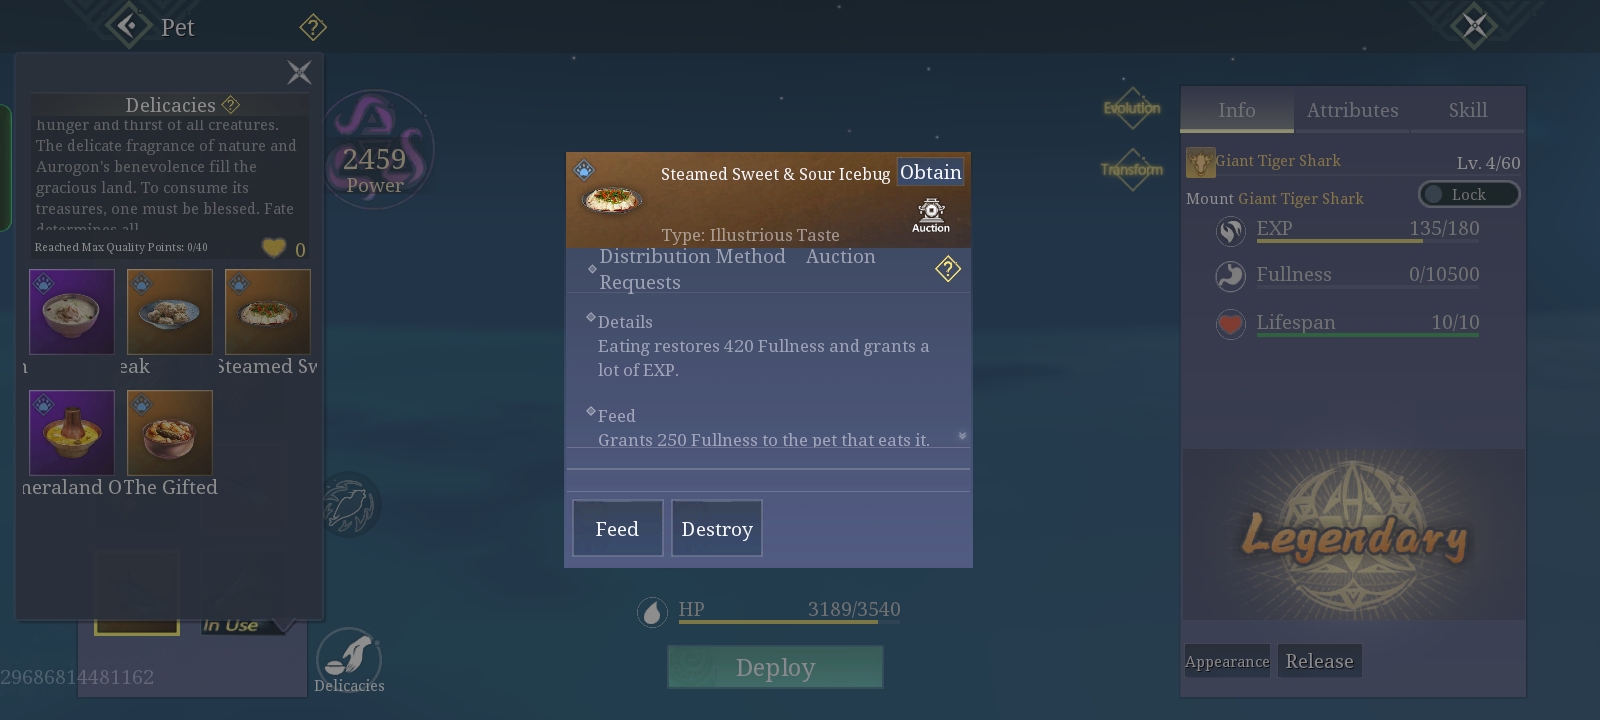 Pet
Delicacies
hunger and thirst of all creatures.
The delicate fragrance of nature and
Aurogon's benevolence fill the
gracious land. To consume its
treasures, one must be blessed. Fate
determines all
Reached Max Quality Points: 0/40
0
eak
Steamed Sw
neraland O
The Gifted
In Use
29686814481162
2459
Power
Delicacies
Steamed Sweet & Sour Icebug
Obtain
Auction
Type: Illustrious Taste
Distribution Method Auction
Requests
Details
Eating restores 420 Fullness and grants a
lot of EXP.
Feed
Grants 250 Fullness to the pet that eats it.
Feed
Destroy
HP 3189/3540
Deploy
Evolution
Transform
Info
Attributes
Skill
Giant Tiger Shark
Lv. 4/60
Mount Giant Tiger Shark
Lock
EXP 135/180
Fullness 0/10500
Lifespan 10/10
Legendary
Appearance
Release